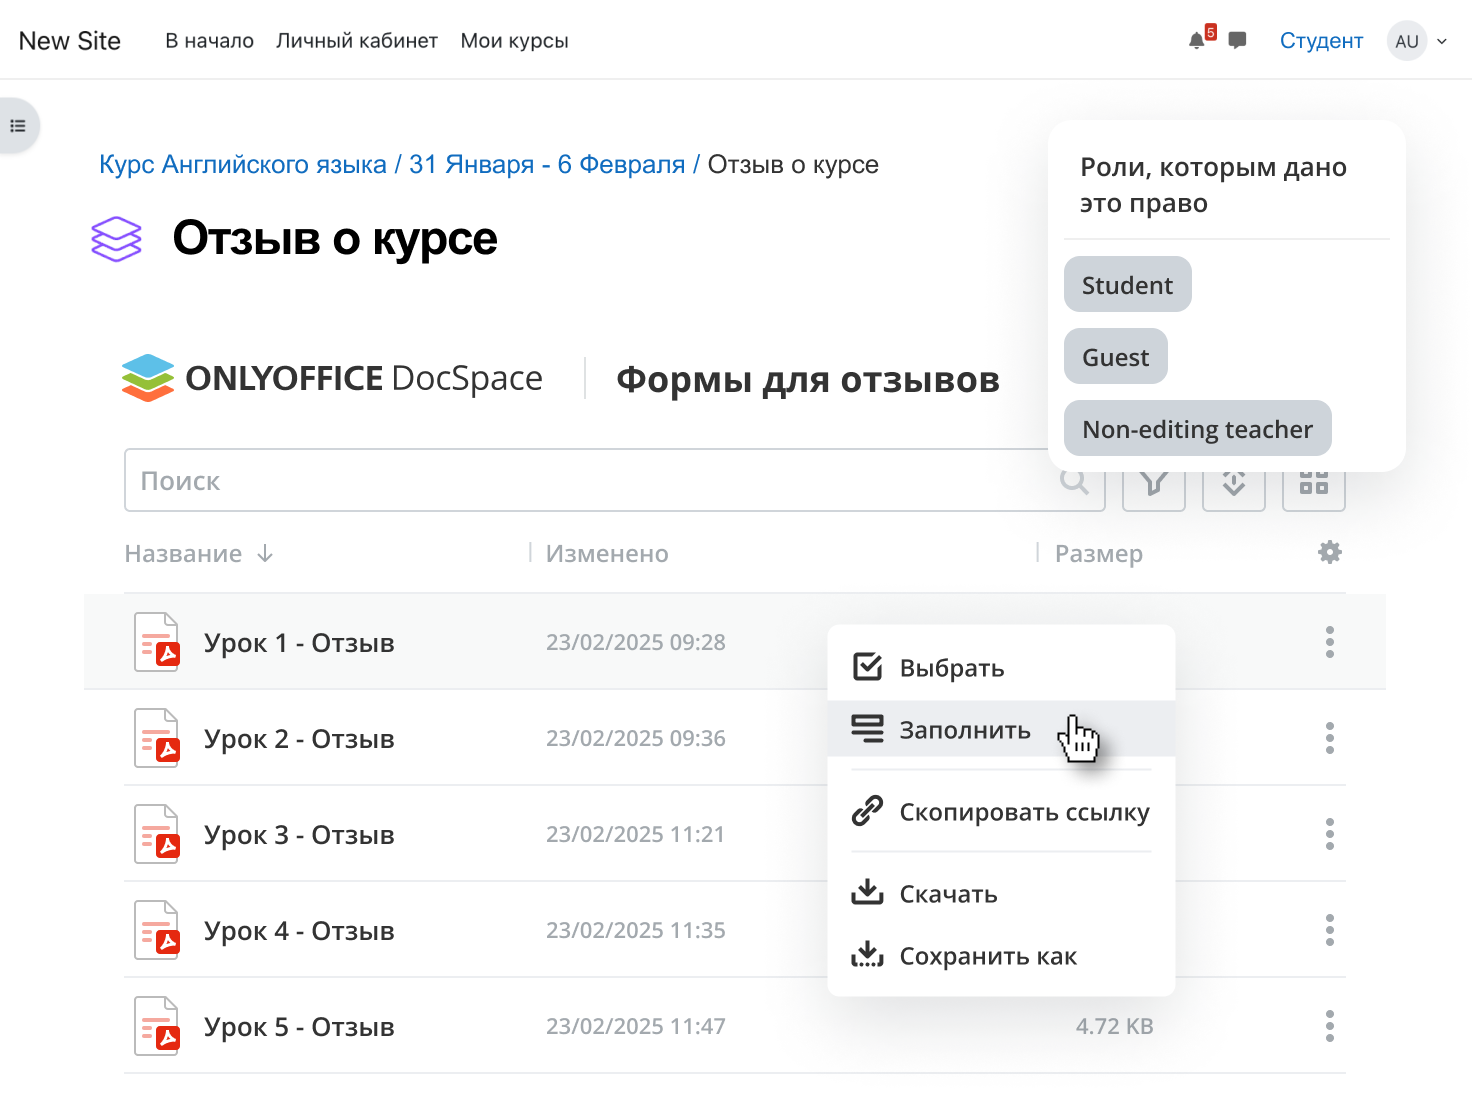 New Site
В начало
Личный кабинет
Мои курсы
5
Студент
AU
Курс Английского языка / 31 Января - 6 Февраля / Отзыв о курсе
Отзыв о курсе
Роли, которым дано
это право
Student
Guest
Non-editing teacher
ONLYOFFICE DocSpace
Формы для отзывов
Поиск
Название
Изменено
Размер
Урок 1 - Отзыв
23/02/2025 09:28
Урок 2 - Отзыв
23/02/2025 09:36
Урок 3 - Отзыв
23/02/2025 11:21
Урок 4 - Отзыв
23/02/2025 11:35
Урок 5 - Отзыв
23/02/2025 11:47
4.72 KB
Выбрать
Заполнить
Скопировать ссылку
Скачать
Сохранить как